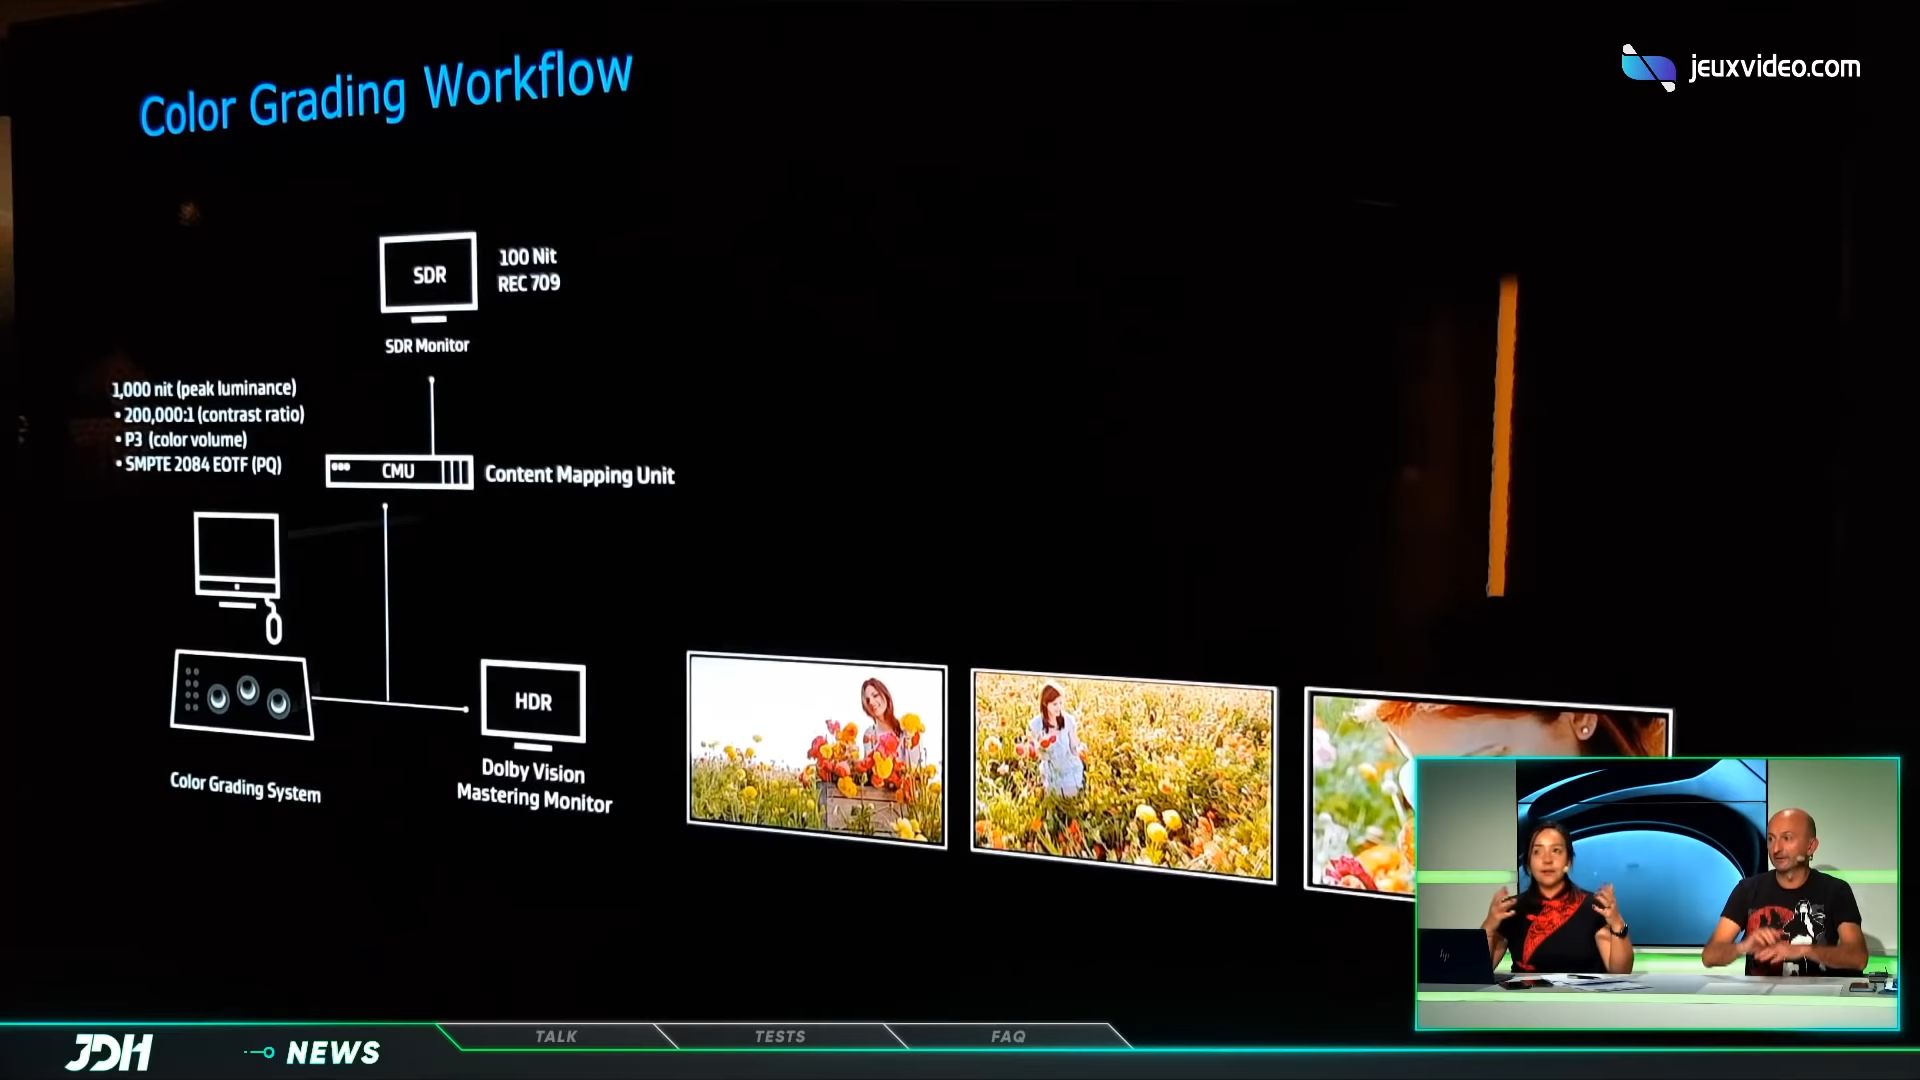 Color Grading Workflow
jeuxvideo.com
SDR
100 Nit
REC 709
SDR Monitor
1,000 nit (peak luminance)
• 200,000:1 (contrast ratio)
• P3 (color volume)
• SMPTE 2084 EOTF (PQ)
CMU
Content Mapping Unit
HDR
Color Grading System
Dolby Vision
Mastering Monitor
hp
JDH
NEWS
TALK
TESTS
FAQ